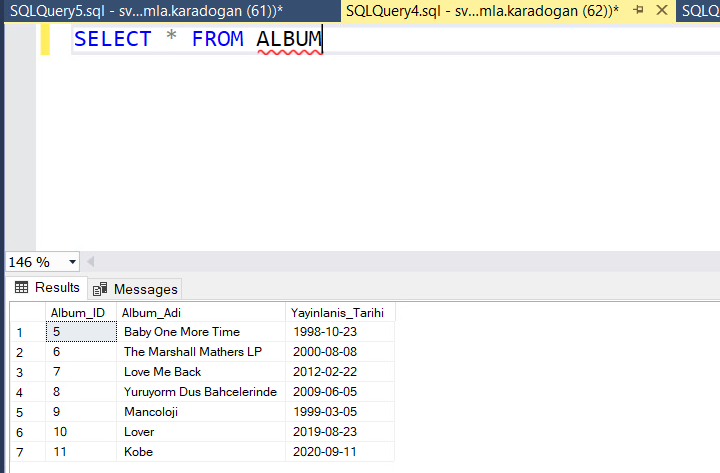 SQLQuery5.sql - sv...mla.karadogan (61))* SQLQuery4.sql - sv...mla.karadogan (62))* SQLQ
SELECT * FROM ALBUM
146 %
Results Messages
Album_ID Album_Adi Yayinlanis_Tarihi
1 5 Baby One More Time 1998-10-23
2 6 The Marshall Mathers LP 2000-08-08
3 7 Love Me Back 2012-02-22
4 8 Yuruyorm Dus Bahcelerinde 2009-06-05
5 9 Mancoloji 1999-03-05
6 10 Lover 2019-08-23
7 11 Kobe 2020-09-11